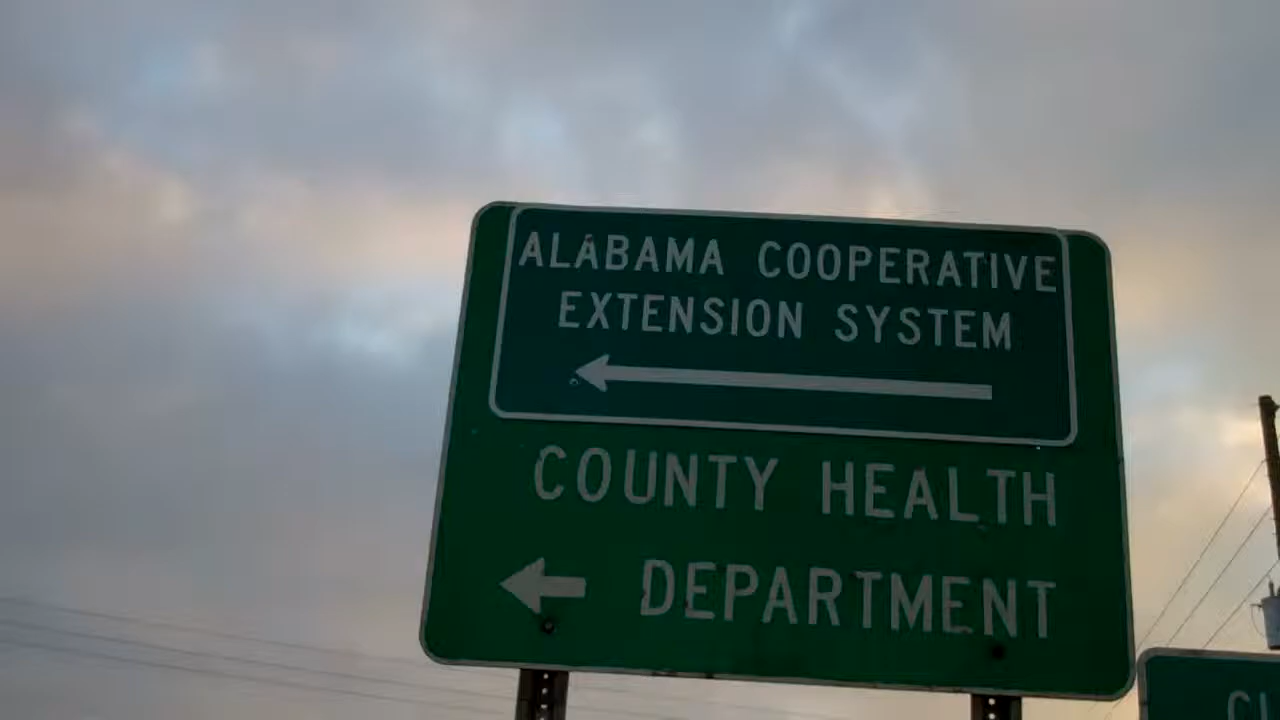 ALABAMA COOPERATIVE
EXTENSION SYSTEM
COUNTY HEALTH
DEPARTMENT